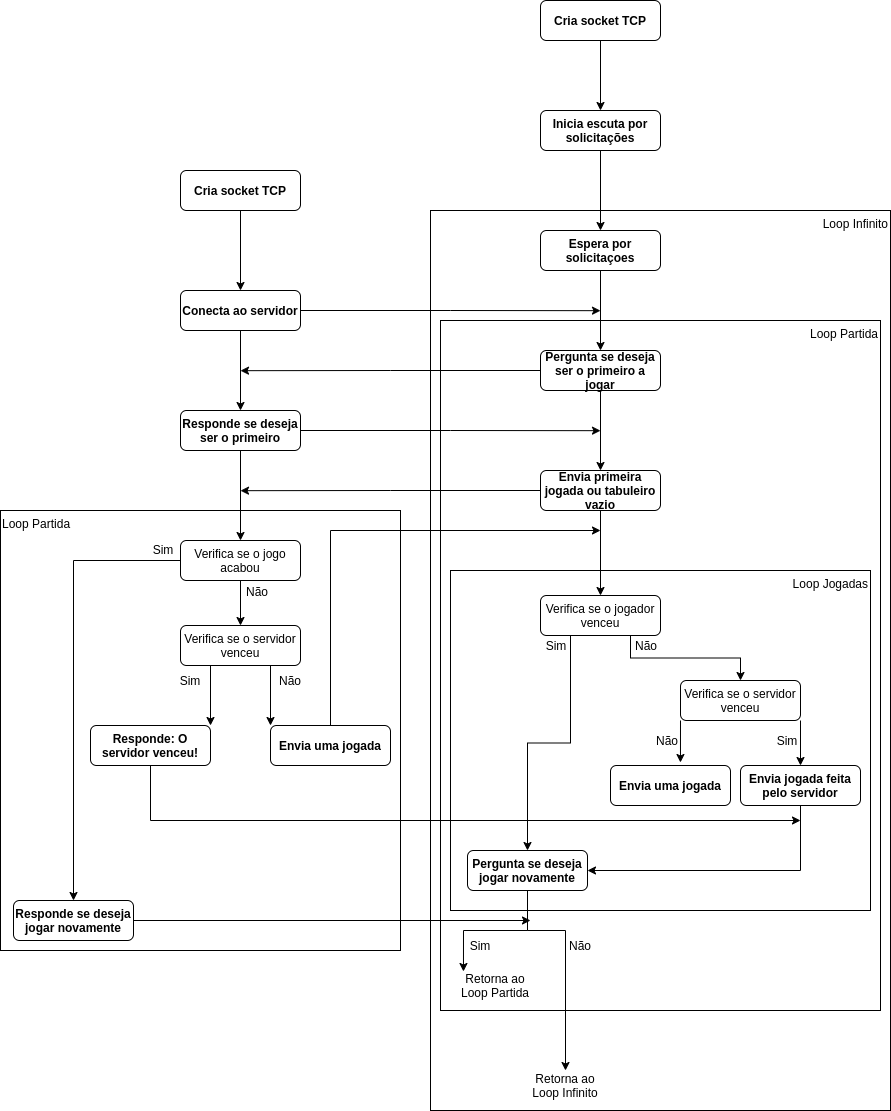 Cria socket TCP
Inicia escuta por
solicitações
Cria socket TCP
Loop Infinito
Espera por
solicitaçoes
Conecta ao servidor
Loop Partida
Pergunta se deseja
ser o primeiro a
jogar
Responde se deseja
ser o primeiro
Envia primeira
jogada ou tabuleiro
vazio
Loop Partida
Sim
Verifica se o jogo
acabou
Não
Loop Jogadas
Verifica se o jogador
venceu
Sim
Não
Verifica se o servidor
venceu
Sim
Não
Verifica se o servidor
venceu
Não
Sim
Responde: O
servidor venceu!
Envia uma jogada
Envia uma jogada
Envia jogada feita
pelo servidor
Pergunta se deseja
jogar novamente
Responde se deseja
jogar novamente
Sim
Não
Retorna ao
Loop Partida
Retorna ao
Loop Infinito